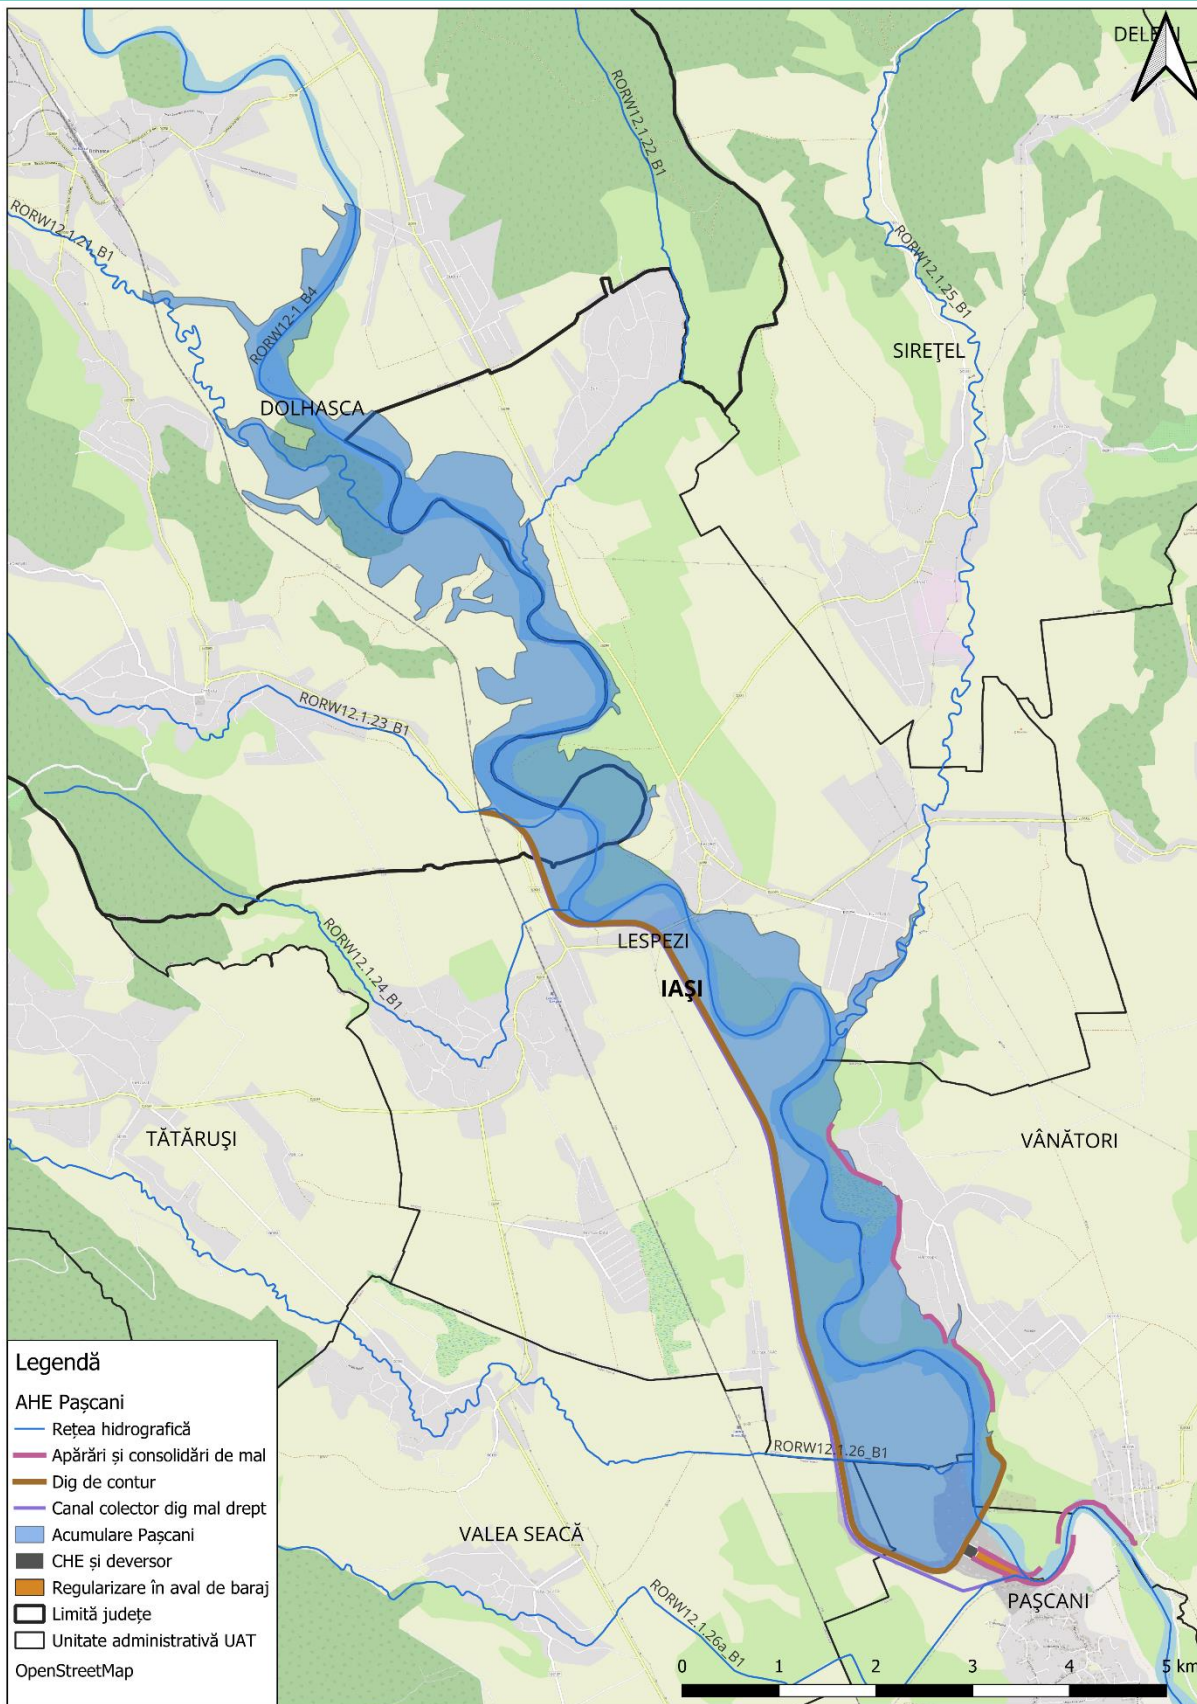 DELENI
RORW12.1.22_B1
RORW12.1.21_B1
RORW12-1_B4
RORW12.1.25_B1
SIREŢEL
DOLHASCA
RORW12.1.23_B1
RORW12.1.24_B1
LESPEZI
IAŞI
TĂTĂRUŞI
VÂNĂTORI
RORW12.1.26_B1
VALEA SEACĂ
RORW12.1.26a_B1
PAŞCANI
Legendă
AHE Pașcani
Rețea hidrografică
Apărări și consolidări de mal
Dig de contur
Canal colector dig mal drept
Acumulare Pașcani
CHE și deversor
Regularizare în aval de baraj
Limită județe
Unitate administrativă UAT
OpenStreetMap
0 1 2 3 4 5 km